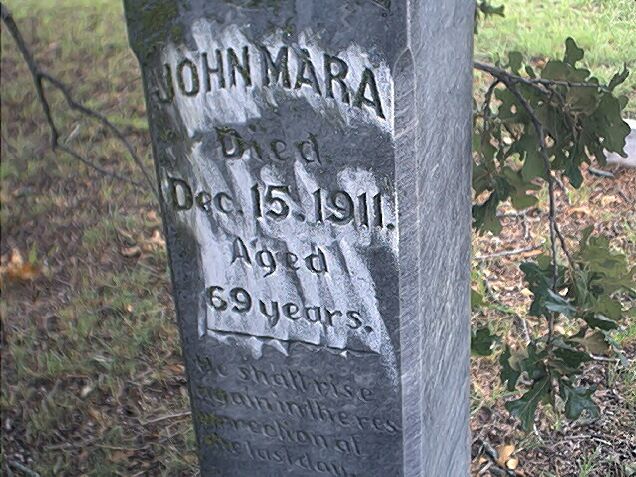 JOHN MARA
Died
Dec. 15. 1911.
Aged
69 years.
He shall rise
again in the res
urrection at
the last day.